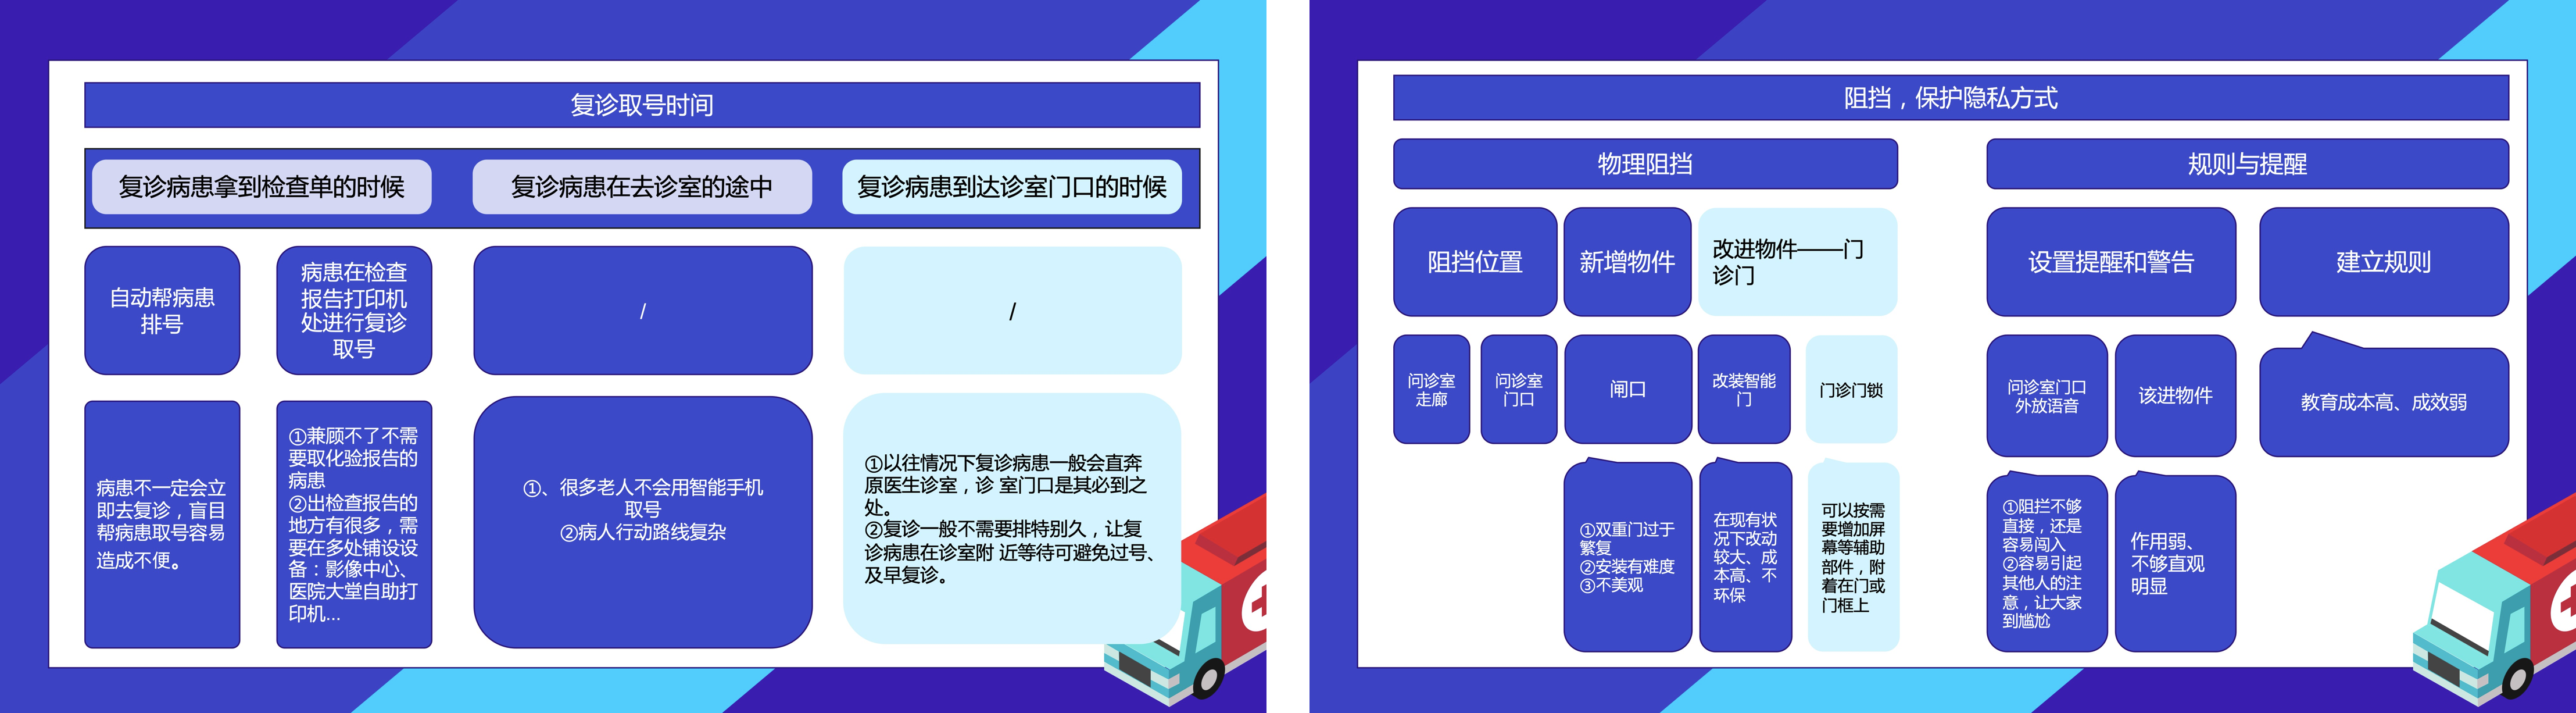 复诊取号时间
复诊病患拿到检查单的时候
复诊病患在去诊室的途中
复诊病患到达诊室门口的时候
自动帮病患
排号
病患在检查
报告打印机
处进行复诊
取号
/
/
病患不一定会立
即去复诊，盲目
帮病患取号容易
造成不便。
①兼顾不了不需
要取化验报告的
病患
②出检查报告的
地方有很多，需
要在多处铺设设
备：影像中心、
医院大堂自助打
印机...
①、很多老人不会用智能手机
取号
②病人行动路线复杂
①以往情况下复诊病患一般会直奔
原医生诊室，诊 室门口是其必到之
处。
②复诊一般不需要排特别久，让复
诊病患在诊室附 近等待可避免过号、
及早复诊。
阻挡，保护隐私方式
物理阻挡
规则与提醒
阻挡位置
新增物件
改进物件——门
诊门
设置提醒和警告
建立规则
问诊室
走廊
问诊室
门口
闸口
改装智能
门
门诊门锁
问诊室门口
外放语音
该进物件
教育成本高、成效弱
①双重门过于
繁复
②安装有难度
③不美观
在现有状
况下改动
较大、成
本高、不
环保
可以按需
要增加屏
幕等辅助
部件，附
着在门或
门框上
①阻拦不够
直接，还是
容易闯入
②容易引起
其他人的注
意，让大家
到尴尬
作用弱、
不够直观
明显